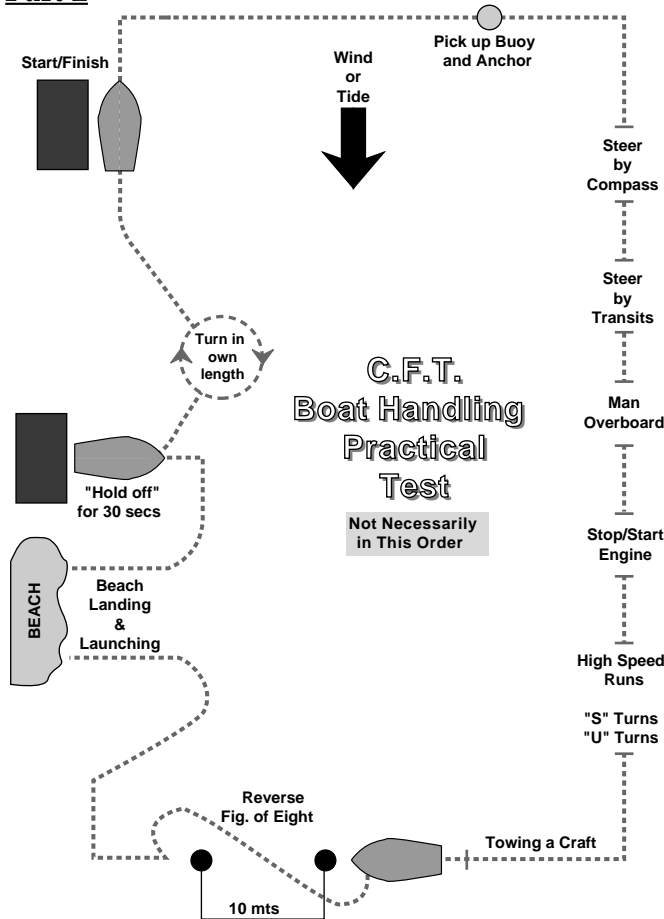 Start/Finish
Pick up Buoy
and Anchor
Wind
or
Tide
Steer
by
Compass
Steer
by
Transits
Turn in
own
length
C.F.T.
Boat Handling
Practical
Test
Not Necessarily
in This Order
Man
Overboard
"Hold off"
for 30 secs
Stop/Start
Engine
BEACH
Beach
Landing
&
Launching
High Speed
Runs
"S" Turns
"U" Turns
Reverse
Fig. of Eight
Towing a Craft
10 mts